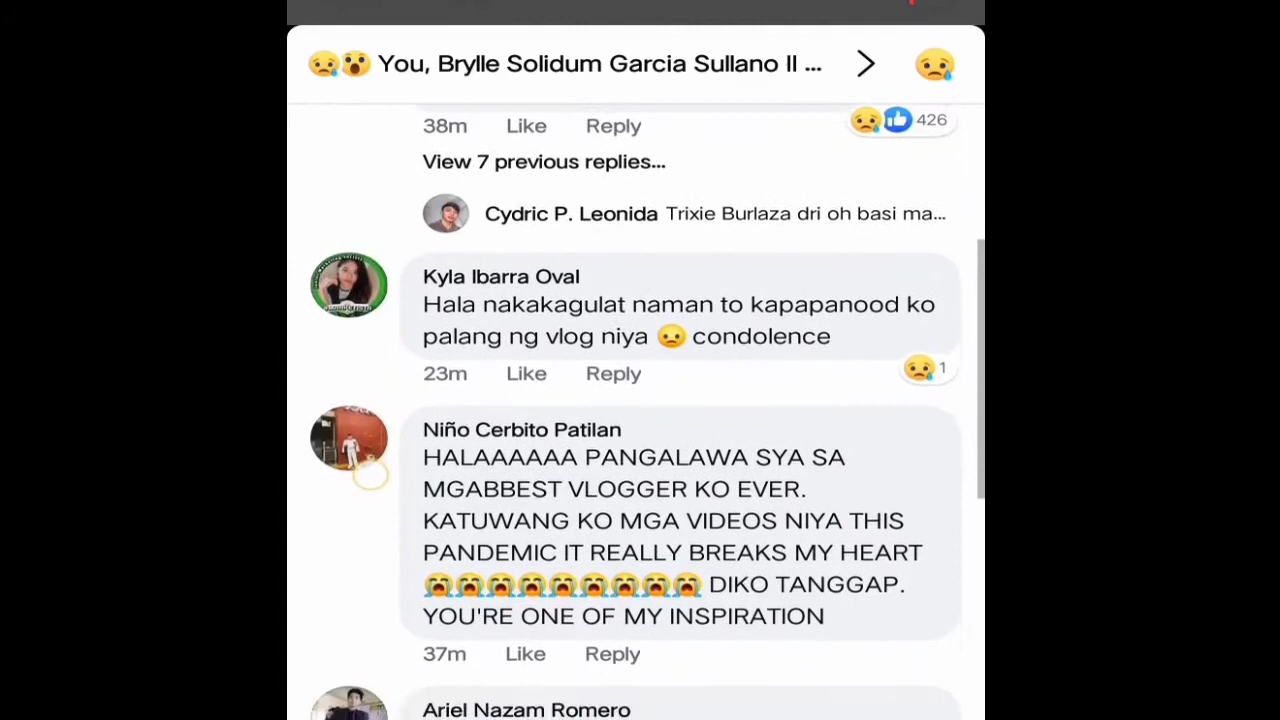 You, Brylle Solidum Garcia Sullano II ...
38m Like Reply
426
View 7 previous replies...
Cydric P. Leonida Trixie Burlaza dri oh basi ma...
Kyla Ibarra Oval
Hala nakakagulat naman to kapapanood ko
palang ng vlog niya 😞 condolence
23m Like Reply
1
Niño Cerbito Patilan
HALAAAAAA PANGALAWA SYA SA
MGABBEST VLOGGER KO EVER.
KATUWANG KO MGA VIDEOS NIYA THIS
PANDEMIC IT REALLY BREAKS MY HEART
😭😭😭😭😭😭😭😭😭 DIKO TANGGAP.
YOU'RE ONE OF MY INSPIRATION
37m Like Reply
Ariel Nazam Romero